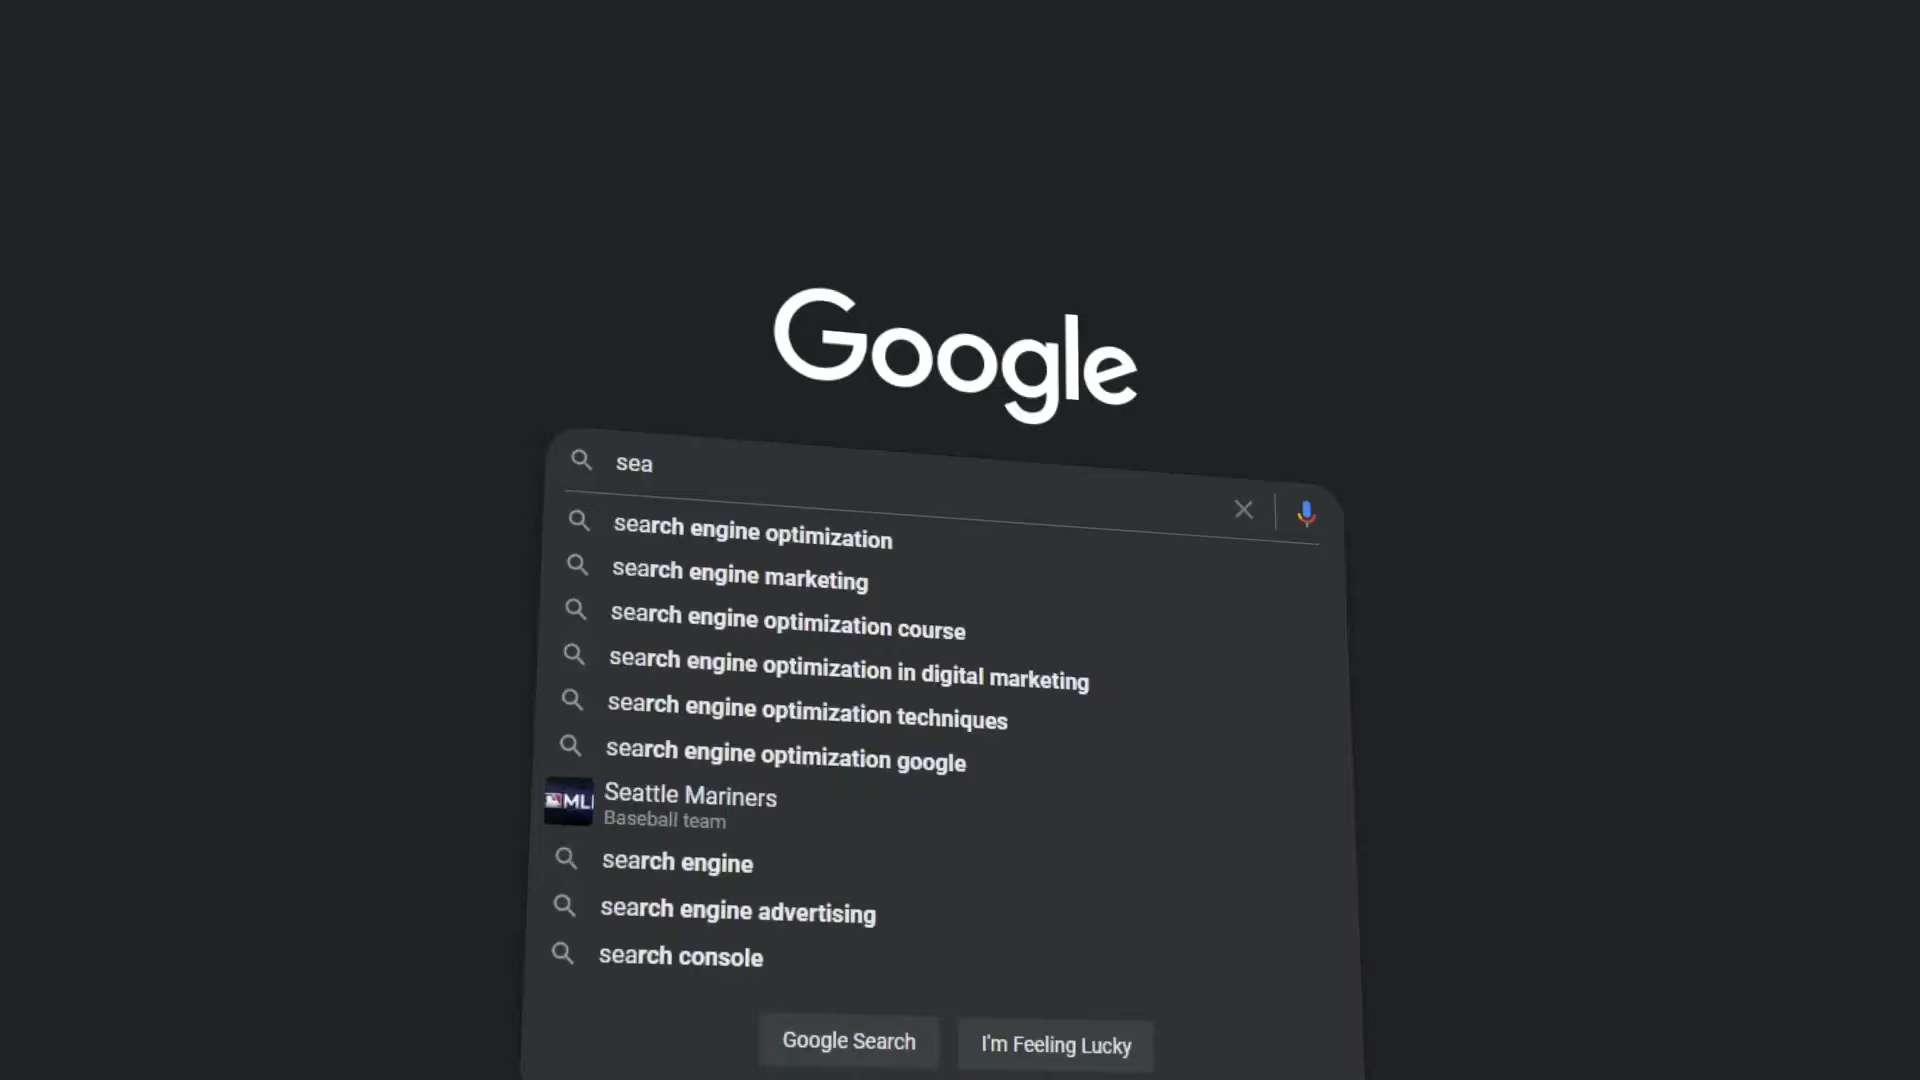 Google
sea
search engine optimization
search engine marketing
search engine optimization course
search engine optimization in digital marketing
search engine optimization techniques
search engine optimization google
MLB
Seattle Mariners
Baseball team
search engine
search engine advertising
search console
Google Search
I'm Feeling Lucky